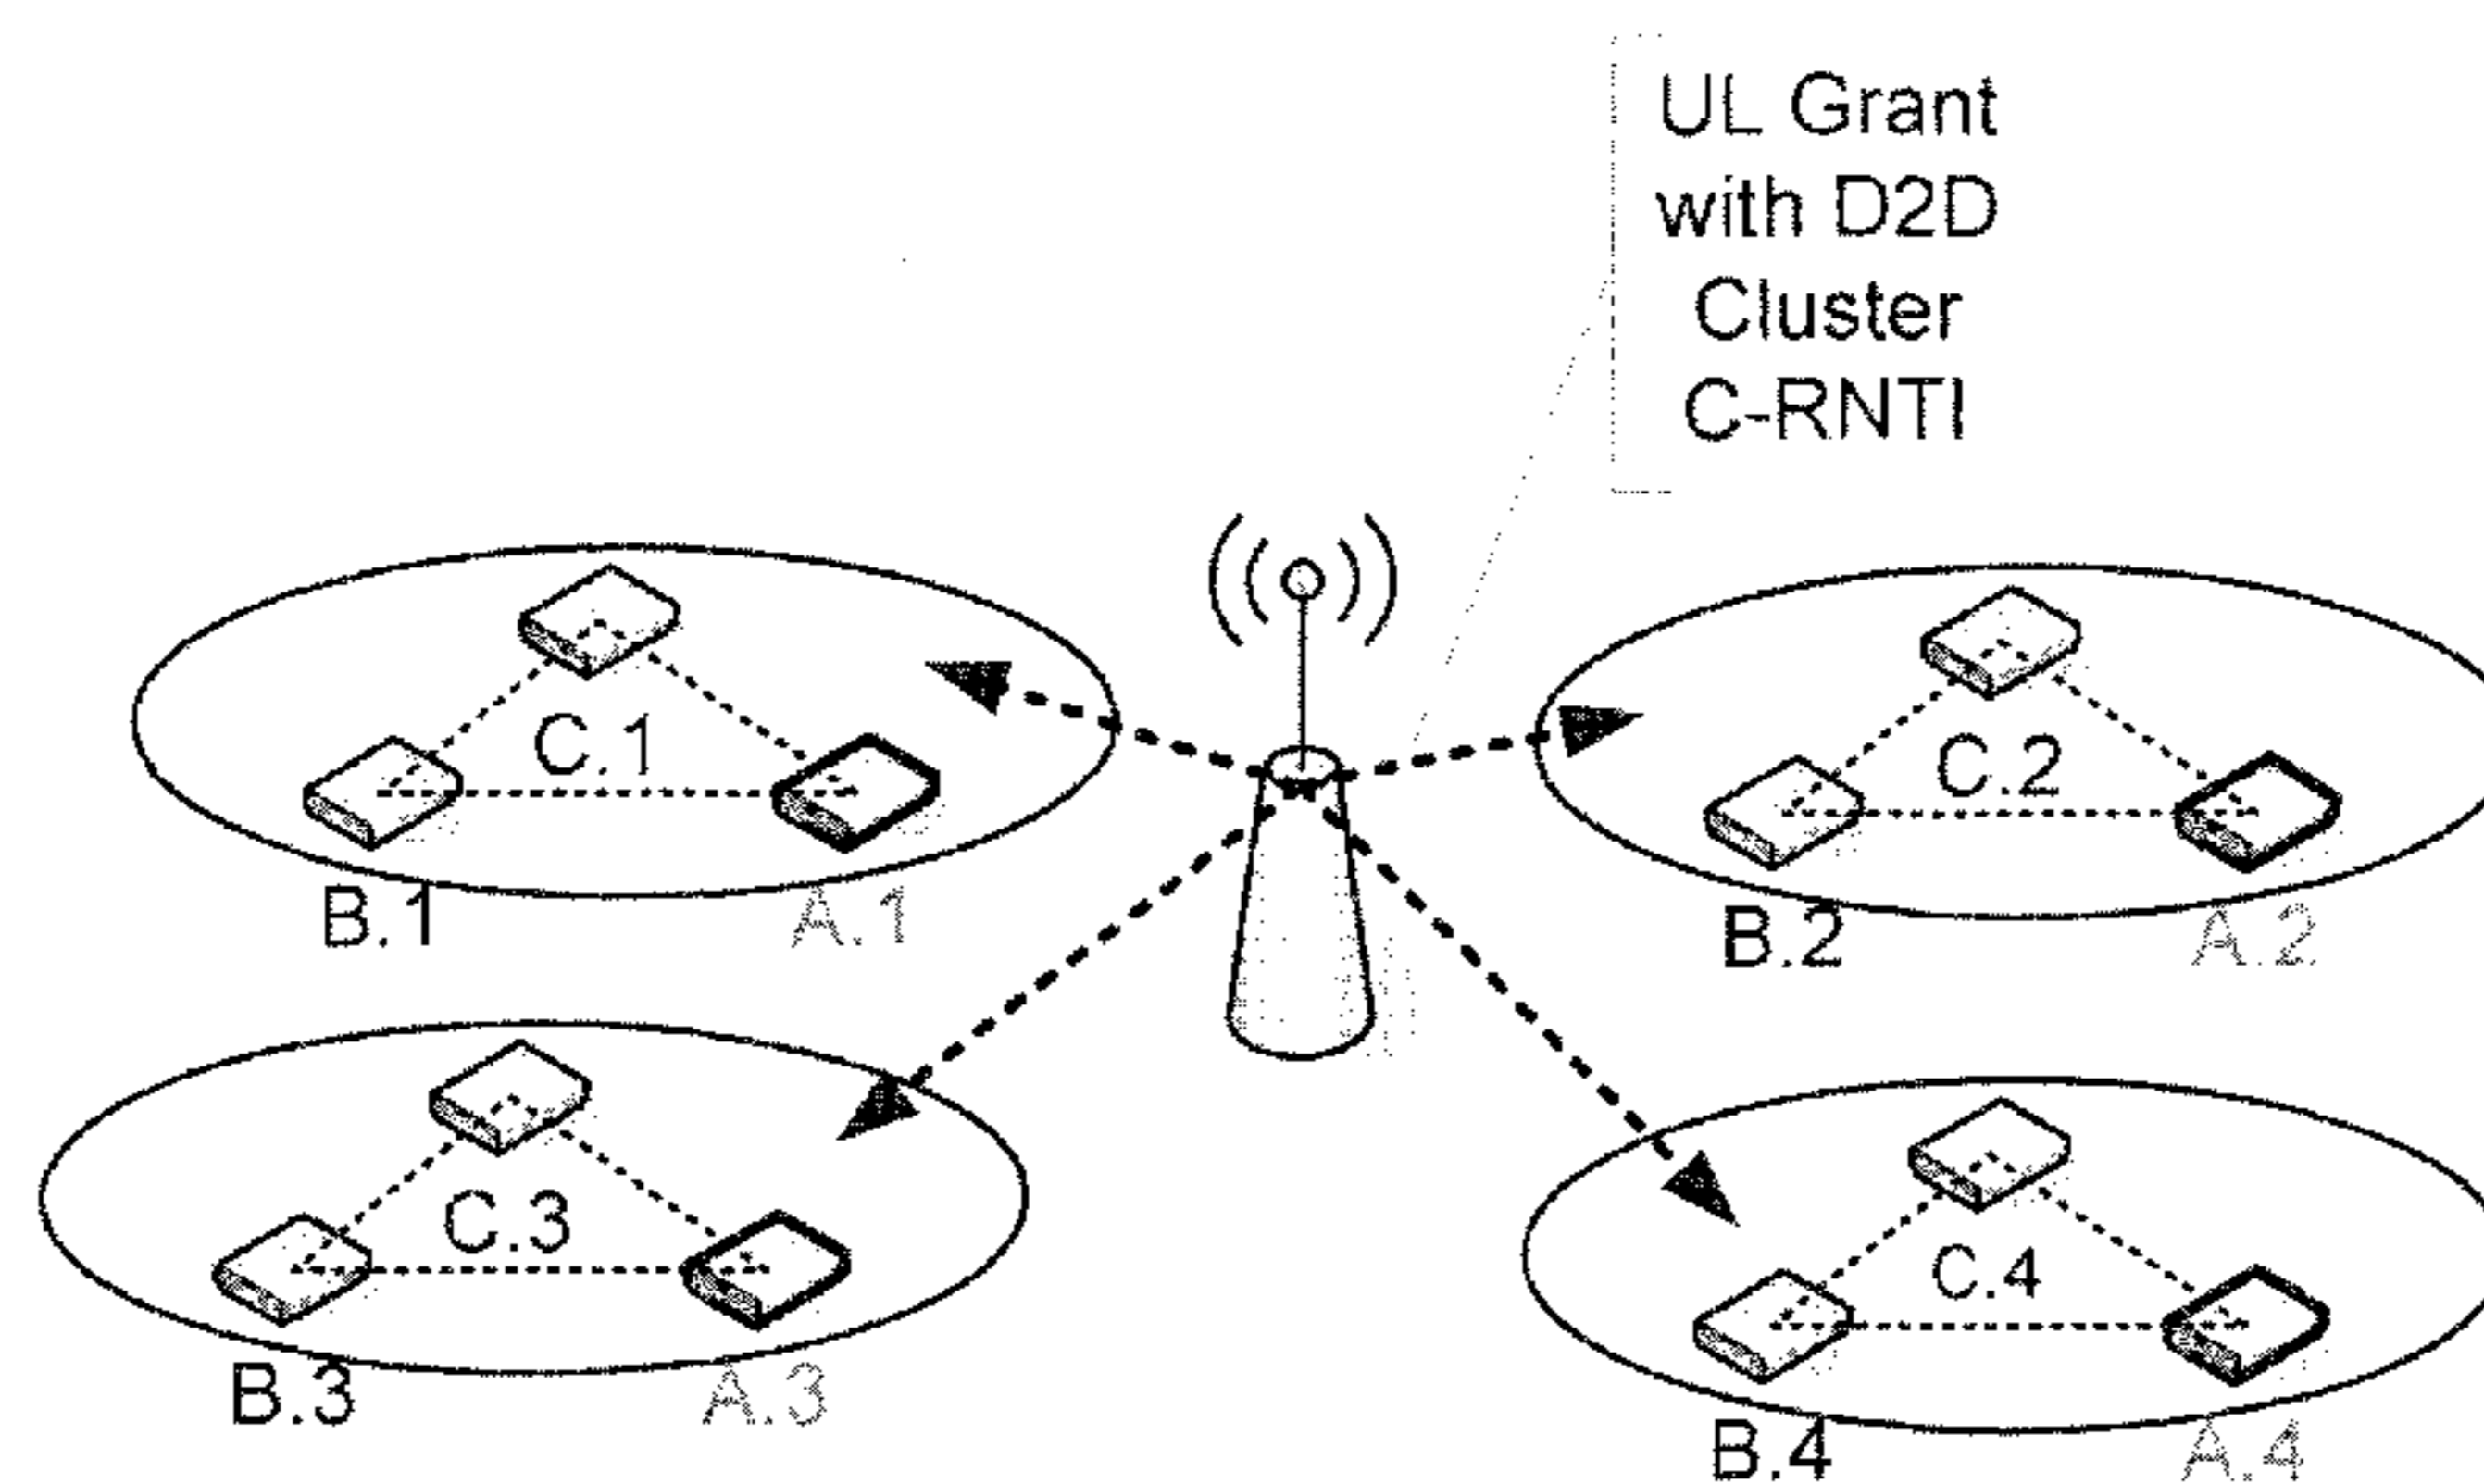 UL Grant
with D2D
Cluster
C-RNTI
C.1
B.1
A.1
C.2
B.2
A.2
C.3
B.3
A.3
C.4
B.4
A.4